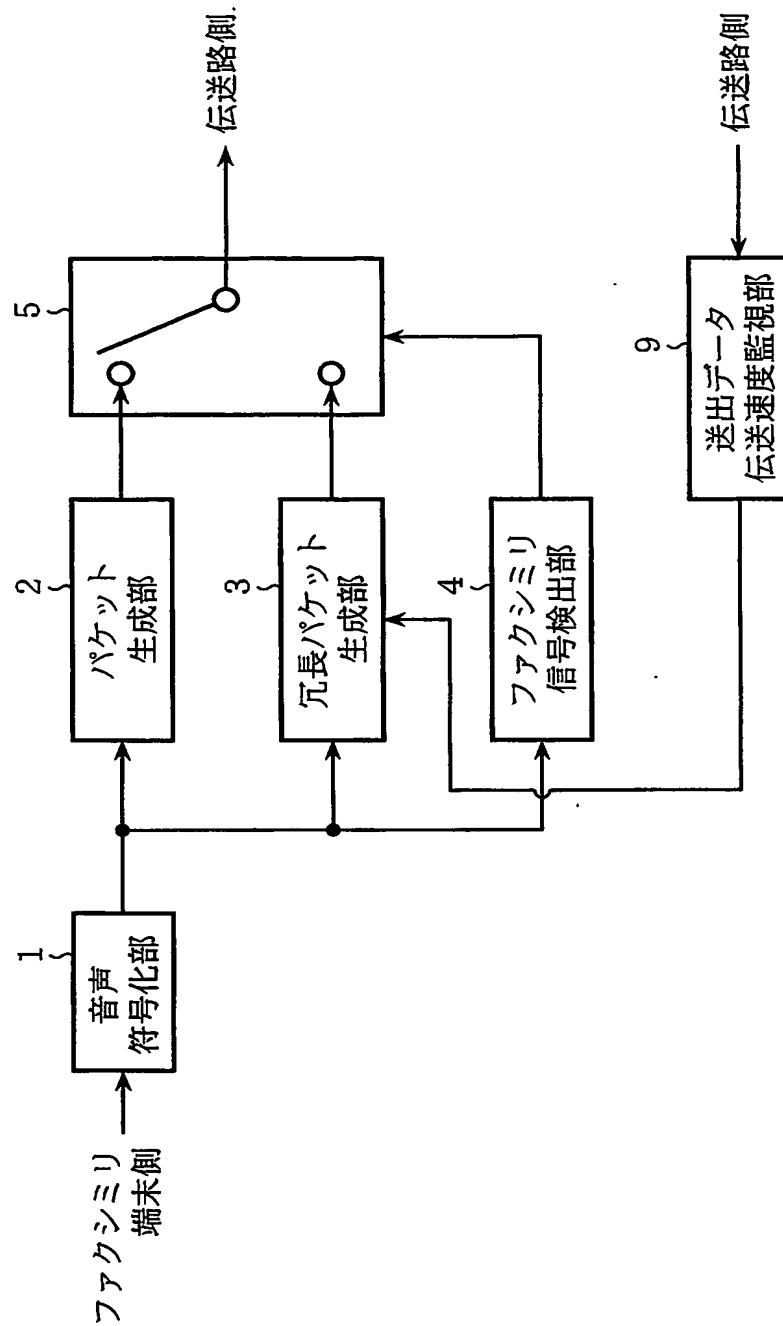 ファクシミリ
端末側
1
音声
符号化部
2
パケット
生成部
3
冗長パケット
生成部
4
ファクシミリ
信号検出部
5
伝送路側
9
送出データ
伝送速度監視部
伝送路側